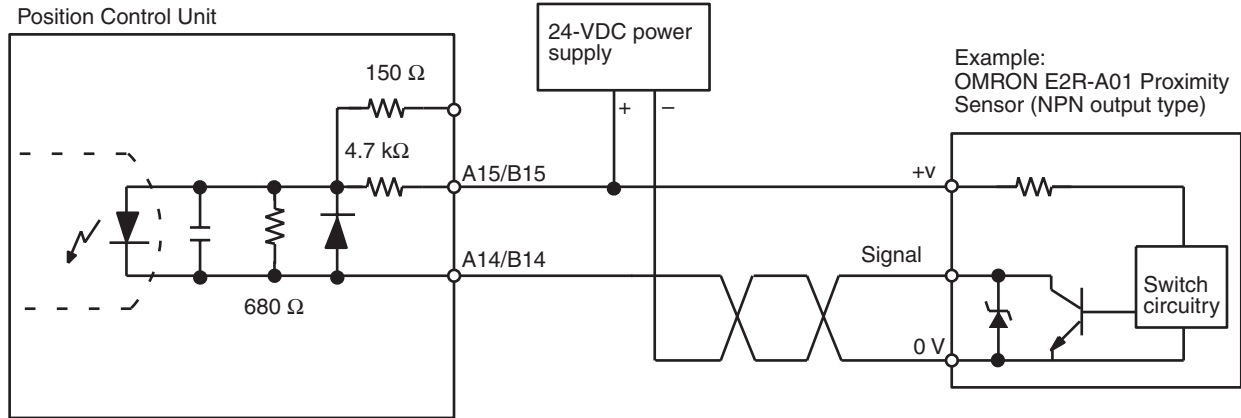 Position Control Unit
24-VDC power
supply
Example:
OMRON E2R-A01 Proximity
Sensor (NPN output type)
150 Ω
+
−
4.7 kΩ
A15/B15
+v
A14/B14
Signal
Switch
circuitry
680 Ω
0 V